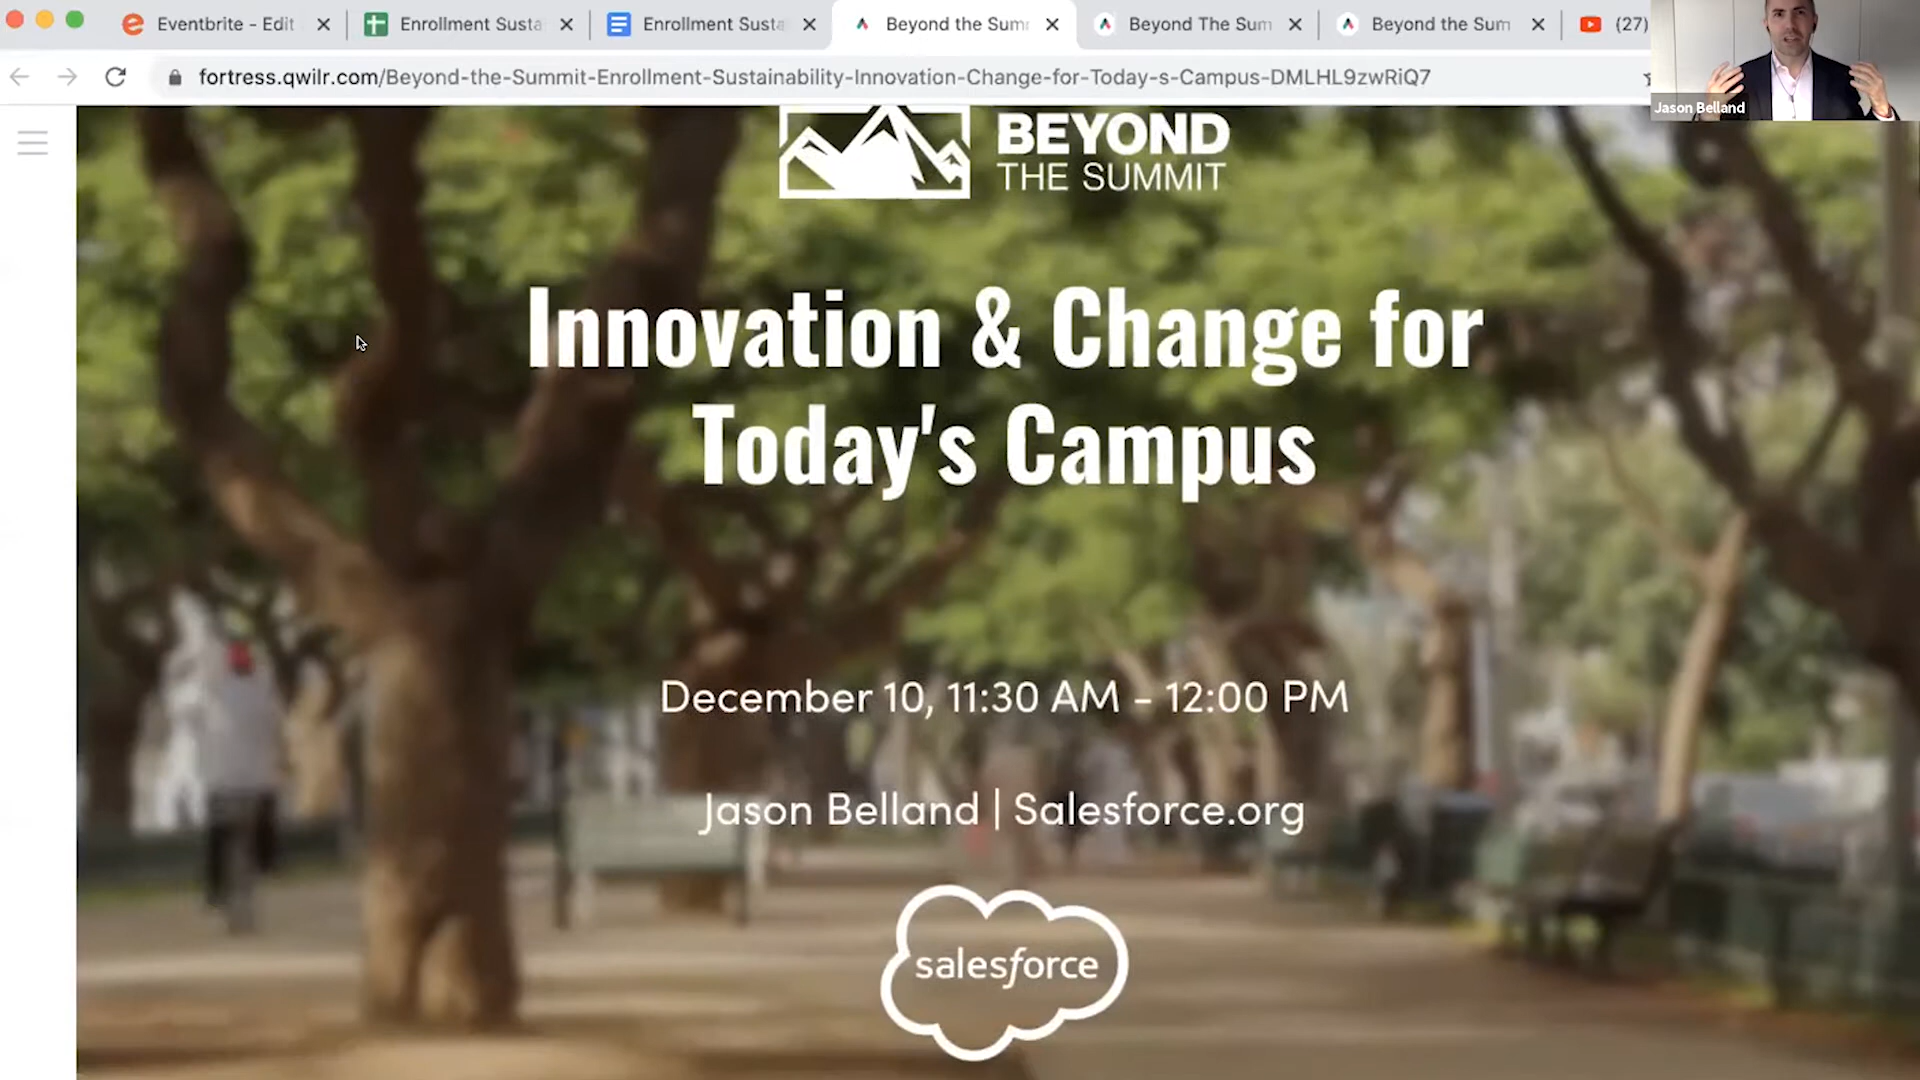 Eventbrite - Edit
Enrollment Susta
Enrollment Susta
Beyond the Sum
Beyond The Sum
Beyond the Sum
(27)
fortress.qwilr.com/Beyond-the-Summit-Enrollment-Sustainability-Innovation-Change-for-Today-s-Campus-DMLHL9zwRiQ7
Jason Belland
BEYOND
THE SUMMIT
Innovation & Change for
Today's Campus
December 10, 11:30 AM - 12:00 PM
Jason Belland | Salesforce.org
salesforce